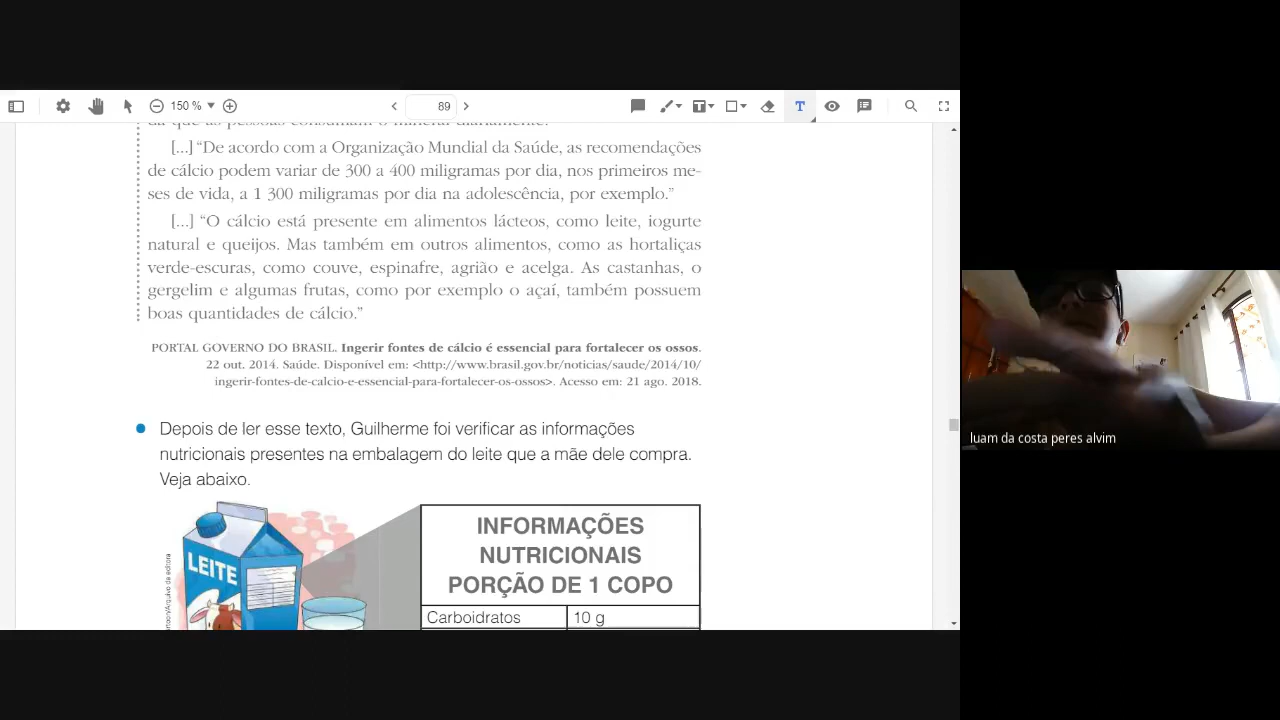 150 %
89
[...] “De acordo com a Organização Mundial da Saúde, as recomendações
de cálcio podem variar de 300 a 400 miligramas por dia, nos primeiros me-
ses de vida, a 1 300 miligramas por dia na adolescência, por exemplo.”
[...] “O cálcio está presente em alimentos lácteos, como leite, iogurte
natural e queijos. Mas também em outros alimentos, como as hortaliças
verde-escuras, como couve, espinafre, agrião e acelga. As castanhas, o
gergelim e algumas frutas, como por exemplo o açaí, também possuem
boas quantidades de cálcio.”
PORTAL GOVERNO DO BRASIL. Ingerir fontes de cálcio é essencial para fortalecer os ossos.
22 out. 2014. Saúde. Disponível em: <http://www.brasil.gov.br/noticias/saude/2014/10/
ingerir-fontes-de-calcio-e-essencial-para-fortalecer-os-ossos>. Acesso em: 21 ago. 2018.
Depois de ler esse texto, Guilherme foi verificar as informações
nutricionais presentes na embalagem do leite que a mãe dele compra.
Veja abaixo.
LEITE
INFORMAÇÕES
NUTRICIONAIS
PORÇÃO DE 1 COPO
Carboidratos 10 g
/Arquivo da editora
luam da costa peres alvim